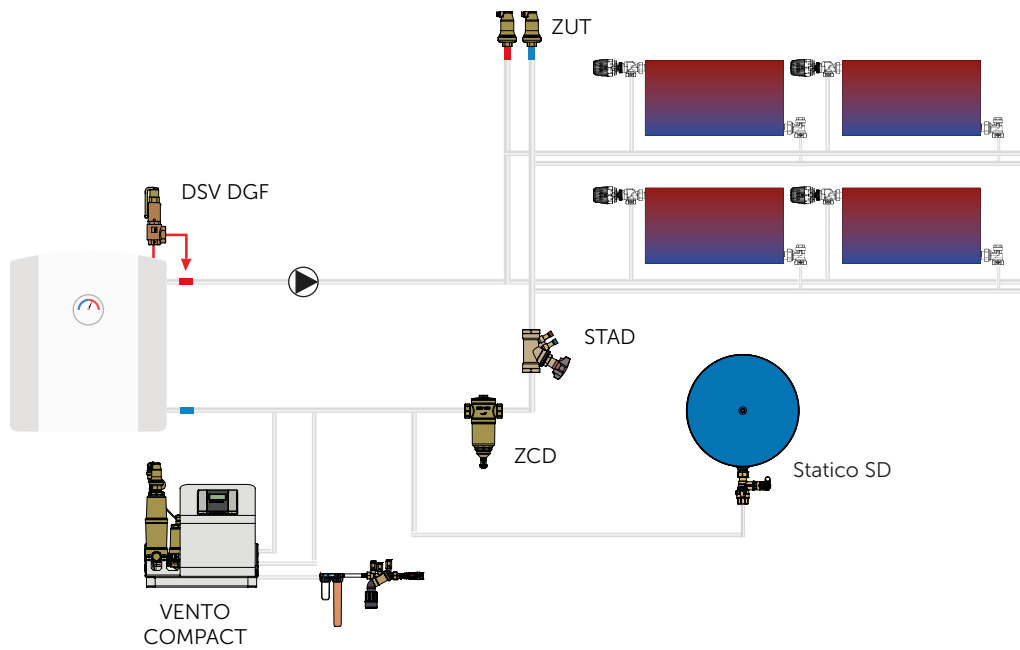 ZUT
DSV DGF
STAD
ZCD
Statico SD
VENTO
COMPACT